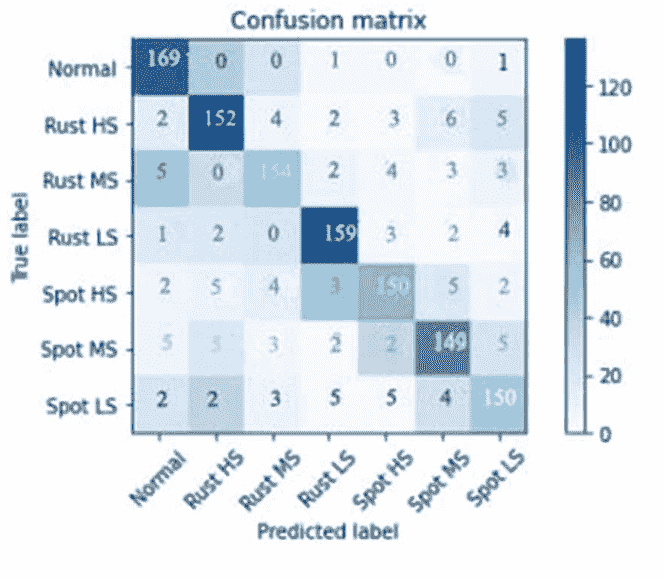 Confusion matrix
Normal 169 0 0 1 0 0 1
Rust HS 2 152 4 2 3 6 5
Rust MS 5 0 154 2 4 3 3
Rust LS 1 2 0 159 3 2 4
Spot HS 2 5 4 3 150 5 2
Spot MS 5 5 3 2 2 149 5
Spot LS 2 2 3 5 5 4 150
True label
Normal Rust HS Rust MS Rust LS Spot HS Spot MS Spot LS
Predicted label
120
100
80
60
40
20
0